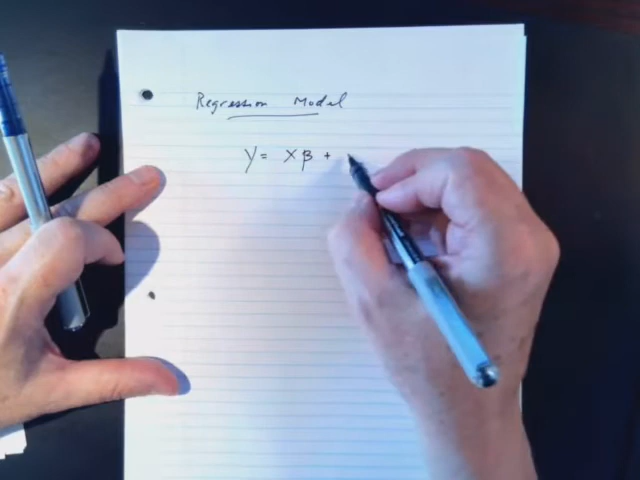 Regression Model
Y = Xβ +